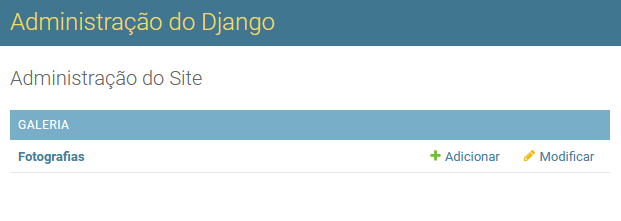 Administração do Django
Administração do Site
GALERIA
Fotografias Adicionar Modificar